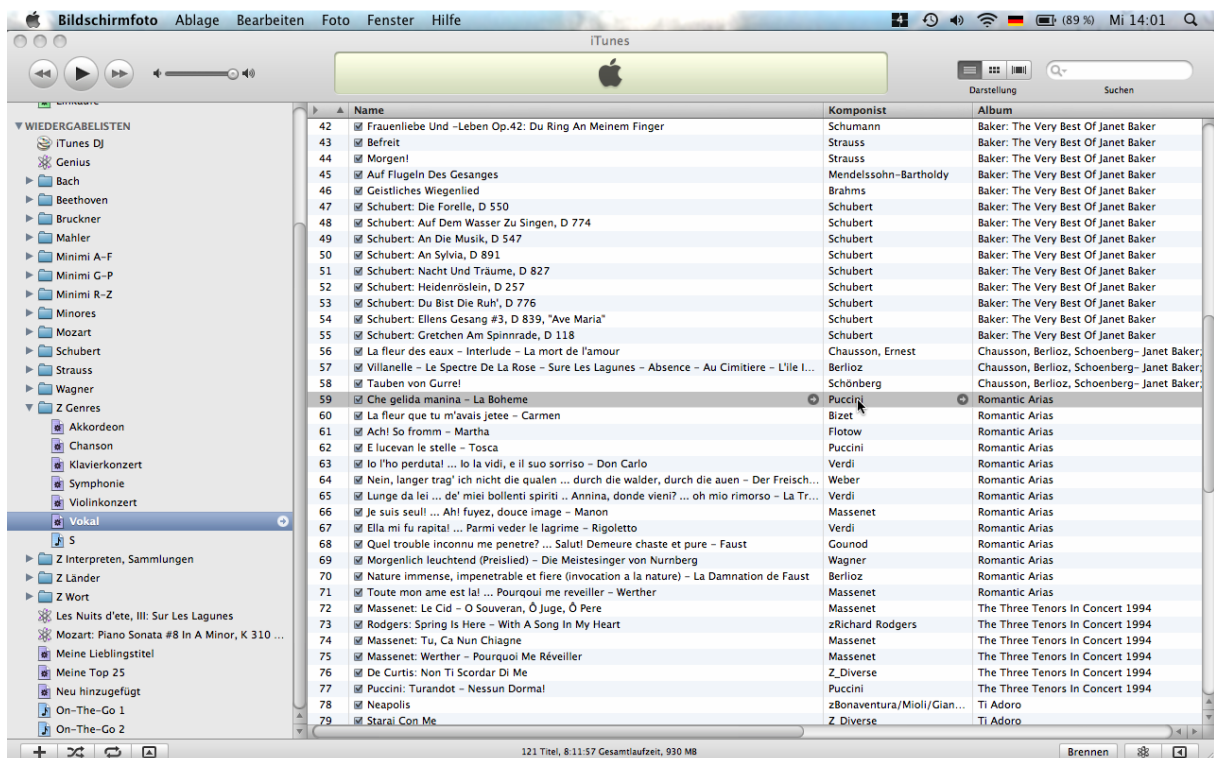 Bildschirmfoto Ablage Bearbeiten Foto Fenster Hilfe 4 (89 %) Mi 14:01
iTunes
Darstellung Suchen
WIEDERGABELISTEN
iTunes DJ
Genius
Bach
Beethoven
Bruckner
Mahler
Minimi A-F
Minimi G-P
Minimi R-Z
Minores
Mozart
Schubert
Strauss
Wagner
Z Genres
Akkordeon
Chanson
Klavierkonzert
Symphonie
Violinkonzert
Vokal
S
Z Interpreten, Sammlungen
Z Länder
Z Wort
Les Nuits d'ete, III: Sur Les Lagunes
Mozart: Piano Sonata #8 In A Minor, K 310 ...
Meine Lieblingstitel
Meine Top 25
Neu hinzugefügt
On-The-Go 1
On-The-Go 2
Name Komponist Album
42 Frauenliebe Und -Leben Op.42: Du Ring An Meinem Finger Schumann Baker: The Very Best Of Janet Baker
43 Befreit Strauss Baker: The Very Best Of Janet Baker
44 Morgen! Strauss Baker: The Very Best Of Janet Baker
45 Auf Flugeln Des Gesanges Mendelssohn-Bartholdy Baker: The Very Best Of Janet Baker
46 Geistliches Wiegenlied Brahms Baker: The Very Best Of Janet Baker
47 Schubert: Die Forelle, D 550 Schubert Baker: The Very Best Of Janet Baker
48 Schubert: Auf Dem Wasser Zu Singen, D 774 Schubert Baker: The Very Best Of Janet Baker
49 Schubert: An Die Musik, D 547 Schubert Baker: The Very Best Of Janet Baker
50 Schubert: An Sylvia, D 891 Schubert Baker: The Very Best Of Janet Baker
51 Schubert: Nacht Und Träume, D 827 Schubert Baker: The Very Best Of Janet Baker
52 Schubert: Heidenröslein, D 257 Schubert Baker: The Very Best Of Janet Baker
53 Schubert: Du Bist Die Ruh', D 776 Schubert Baker: The Very Best Of Janet Baker
54 Schubert: Ellens Gesang #3, D 839, "Ave Maria" Schubert Baker: The Very Best Of Janet Baker
55 Schubert: Gretchen Am Spinnrade, D 118 Schubert Baker: The Very Best Of Janet Baker
56 La fleur des eaux - Interlude - La mort de l'amour Chausson, Ernest Chausson, Berlioz, Schoenberg- Janet Baker;
57 Villanelle - Le Spectre De La Rose - Sure Les Lagunes - Absence - Au Cimitiere - L'ile I... Berlioz Chausson, Berlioz, Schoenberg- Janet Baker;
58 Tauben von Gurre! Schönberg Chausson, Berlioz, Schoenberg- Janet Baker;
59 Che gelida manina - La Boheme Puccini Romantic Arias
60 La fleur que tu m'avais jetee - Carmen Bizet Romantic Arias
61 Ach! So fromm - Martha Flotow Romantic Arias
62 E lucevan le stelle - Tosca Puccini Romantic Arias
63 Io l'ho perduta! ... Io la vidi, e il suo sorriso - Don Carlo Verdi Romantic Arias
64 Nein, langer trag' ich nicht die qualen ... durch die walder, durch die auen - Der Freisch... Weber Romantic Arias
65 Lunge da lei ... de' miei bollenti spiriti .. Annina, donde vieni? ... oh mio rimorso - La Tr... Verdi Romantic Arias
66 Je suis seul! ... Ah! fuyez, douce image - Manon Massenet Romantic Arias
67 Ella mi fu rapita! ... Parmi veder le lagrime - Rigoletto Verdi Romantic Arias
68 Quel trouble inconnu me penetre? ... Salut! Demeure chaste et pure - Faust Gounod Romantic Arias
69 Morgenlich leuchtend (Preislied) - Die Meistesinger von Nurnberg Wagner Romantic Arias
70 Nature immense, impenetrable et fiere (invocation a la nature) - La Damnation de Faust Berlioz Romantic Arias
71 Toute mon ame est la! ... Pourqoui me reveiller - Werther Massenet Romantic Arias
72 Massenet: Le Cid - O Souveran, Ô Juge, Ô Pere Massenet The Three Tenors In Concert 1994
73 Rodgers: Spring Is Here - With A Song In My Heart zRichard Rodgers The Three Tenors In Concert 1994
74 Massenet: Tu, Ca Nun Chiagne Massenet The Three Tenors In Concert 1994
75 Massenet: Werther - Pourquoi Me Réveiller Massenet The Three Tenors In Concert 1994
76 De Curtis: Non Ti Scordar Di Me Z_Diverse The Three Tenors In Concert 1994
77 Puccini: Turandot - Nessun Dorma! Puccini The Three Tenors In Concert 1994
78 Neapolis zBonaventura/Mioli/Gian... Ti Adoro
79 Starai Con Me Z_Diverse Ti Adoro
121 Titel, 8:11:57 Gesamtlaufzeit, 930 MB Brennen